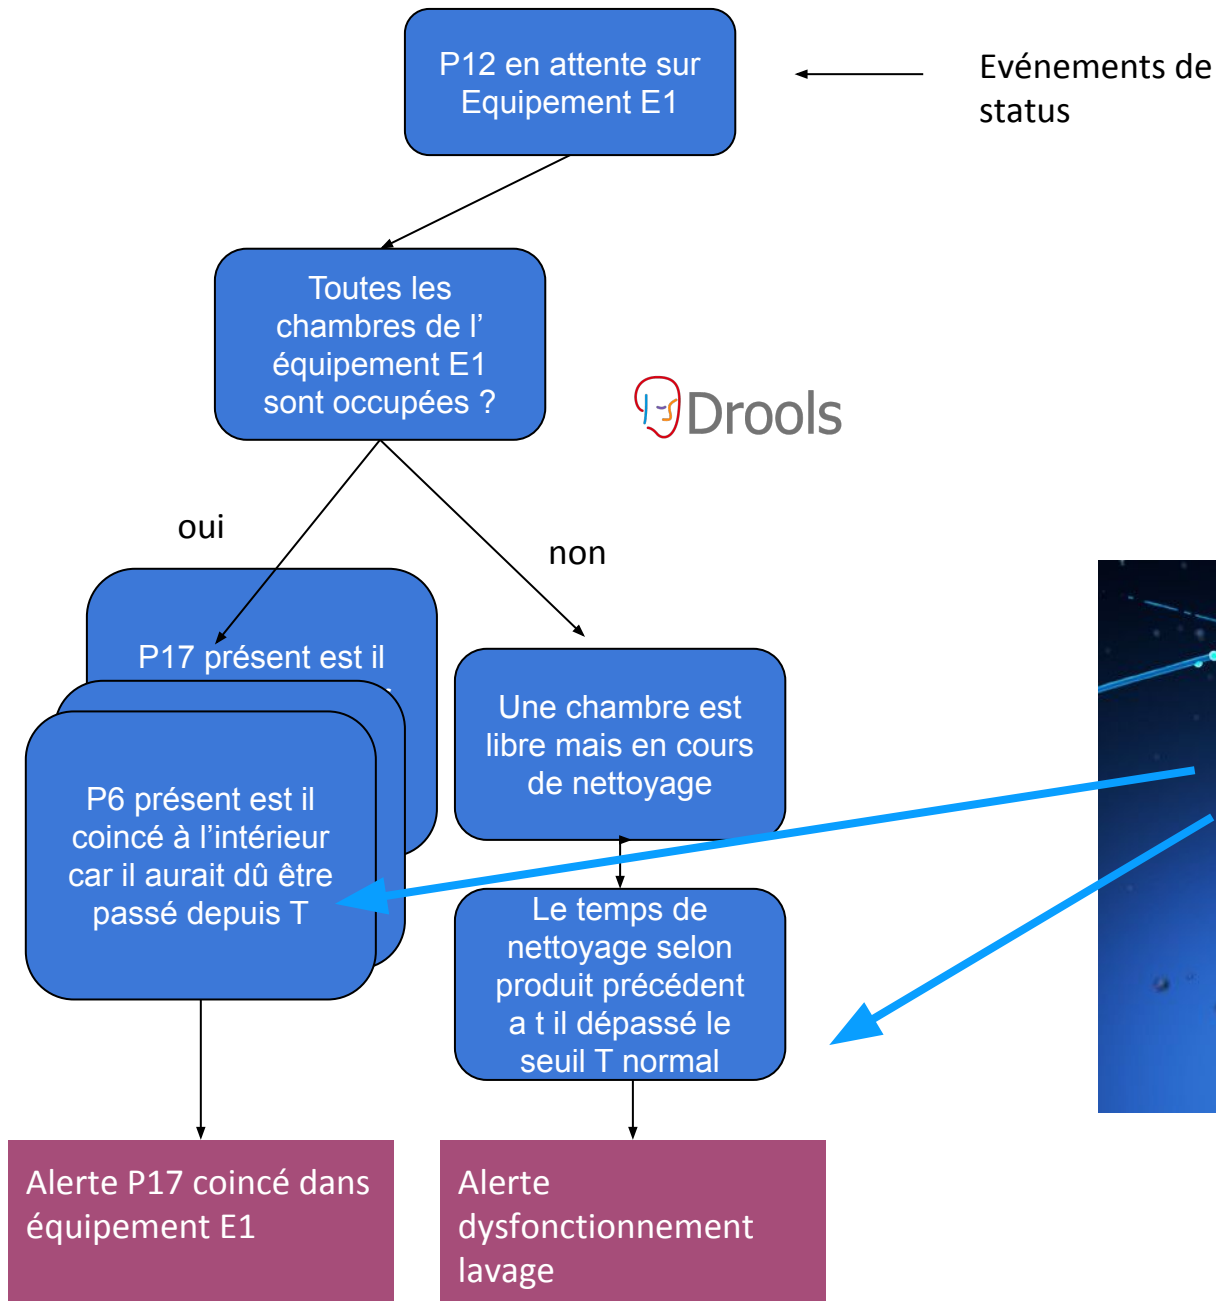 P12 en attente sur
Equipement E1
Evénements de
status
Toutes les
chambres de l’
équipement E1
sont occupées ?
Drools
oui
non
P17 présent est il
Une chambre est
libre mais en cours
de nettoyage
P6 présent est il
coincé à l’intérieur
car il aurait dû être
passé depuis T
Le temps de
nettoyage selon
produit précédent
a t il dépassé le
seuil T normal
Alerte P17 coincé dans
équipement E1
Alerte
dysfonctionnement
lavage